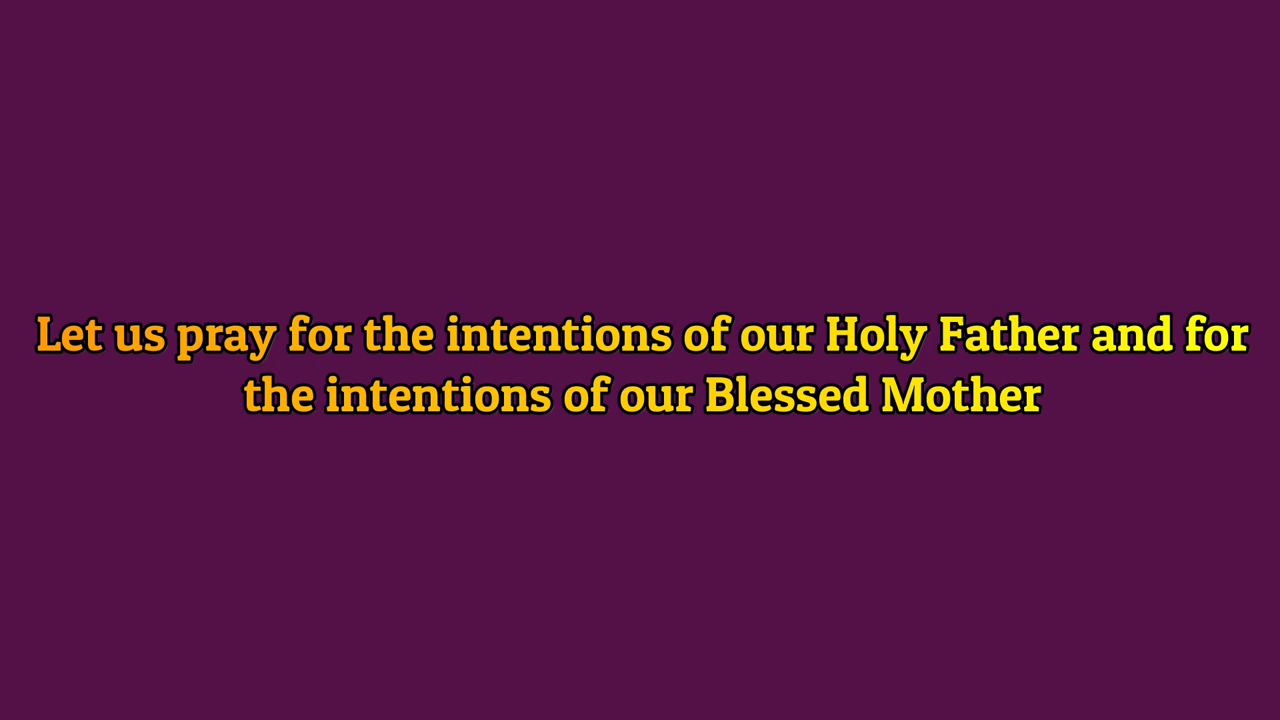 Let us pray for the intentions of our Holy Father and for
the intentions of our Blessed Mother